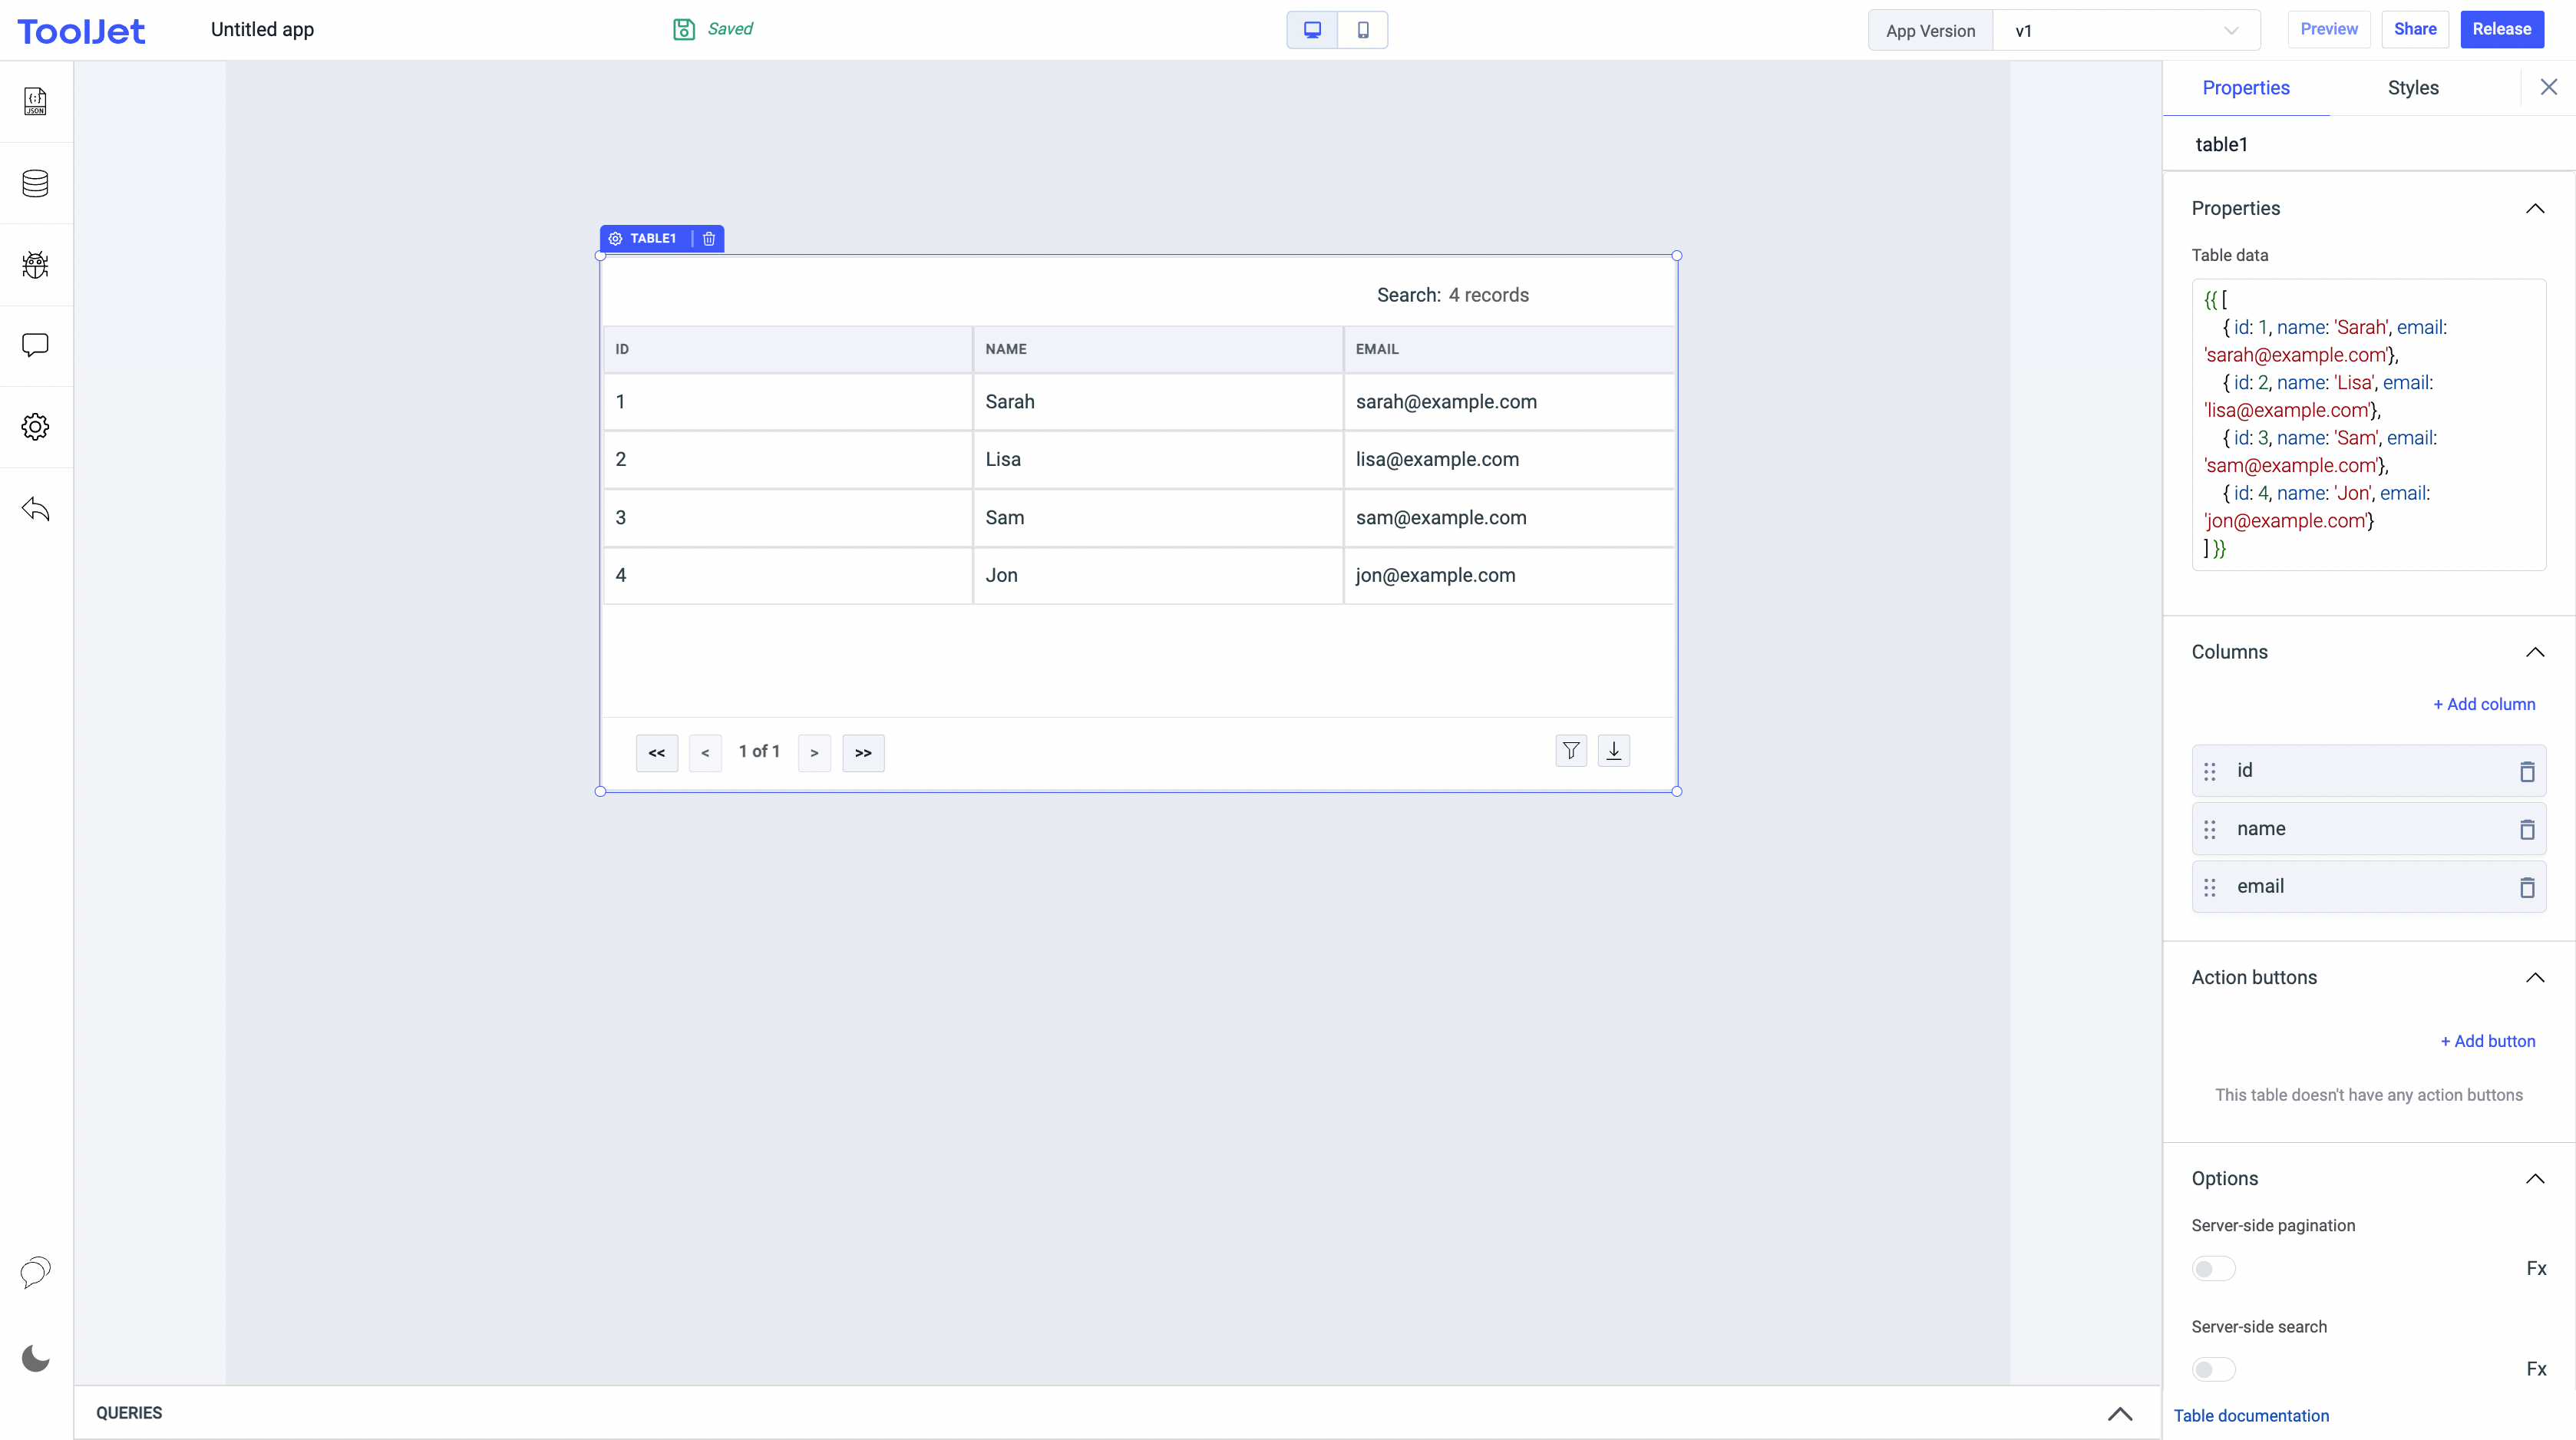 ToolJet
Untitled app
Saved
App Version
v1
Preview
Share
Release
JSON
TABLE1
Search: 4 records
ID NAME EMAIL
1 Sarah sarah@example.com
2 Lisa lisa@example.com
3 Sam sam@example.com
4 Jon jon@example.com
<< < 1 of 1 > >>
QUERIES
Properties Styles
table1
Properties
Table data
{{ [
{ id: 1, name: 'Sarah', email:
'sarah@example.com'},
{ id: 2, name: 'Lisa', email:
'lisa@example.com'},
{ id: 3, name: 'Sam', email:
'sam@example.com'},
{ id: 4, name: 'Jon', email:
'jon@example.com'}
] }}
Columns
+ Add column
id
name
email
Action buttons
+ Add button
This table doesn't have any action buttons
Options
Server-side pagination
Fx
Server-side search
Fx
Table documentation